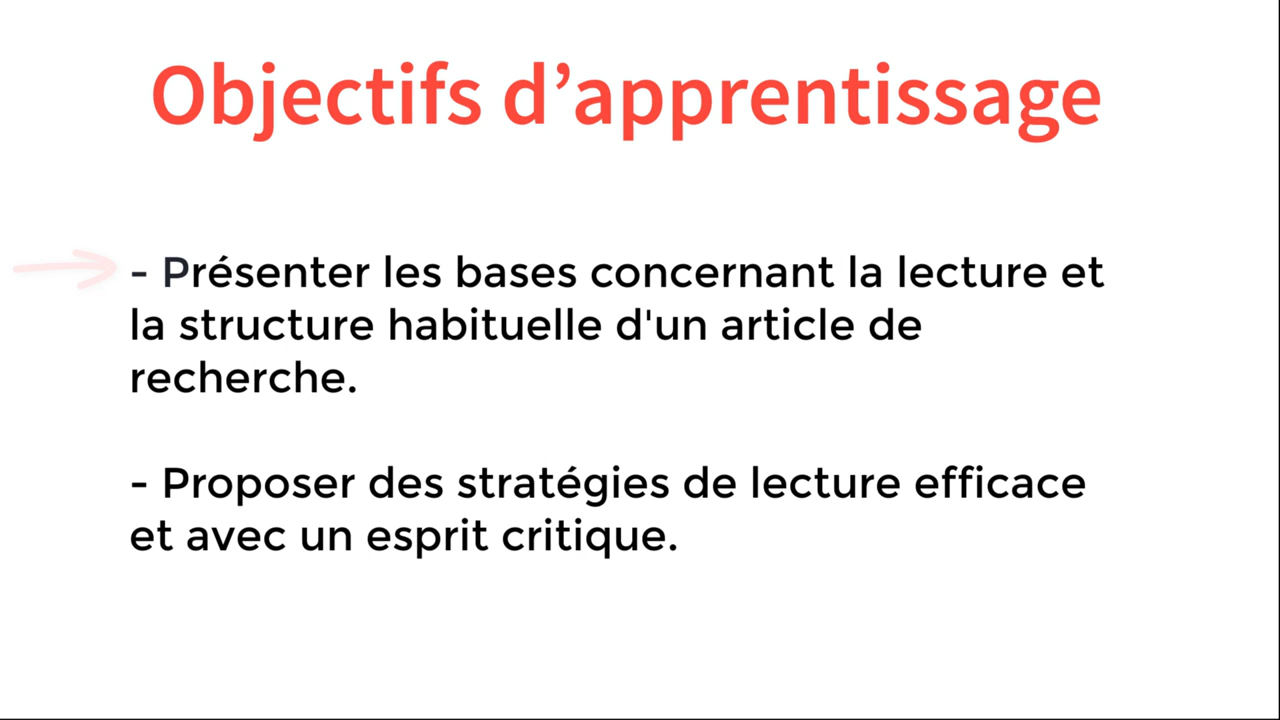 Objectifs d’apprentissage
- Présenter les bases concernant la lecture et
la structure habituelle d'un article de
recherche.
- Proposer des stratégies de lecture efficace
et avec un esprit critique.